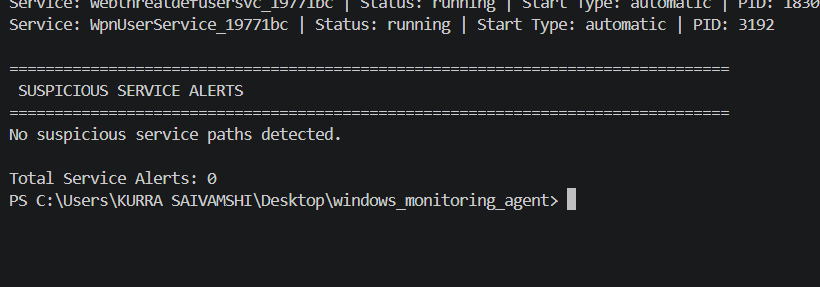 Service: webthreatdefusersvc_19771bc | Status: running | Start Type: automatic | PID: 1830
Service: WpnUserService_19771bc | Status: running | Start Type: automatic | PID: 3192
================================================================================
SUSPICIOUS SERVICE ALERTS
================================================================================
No suspicious service paths detected.
Total Service Alerts: 0
PS C:\Users\KURRA SAIVAMSHI\Desktop\windows_monitoring_agent>